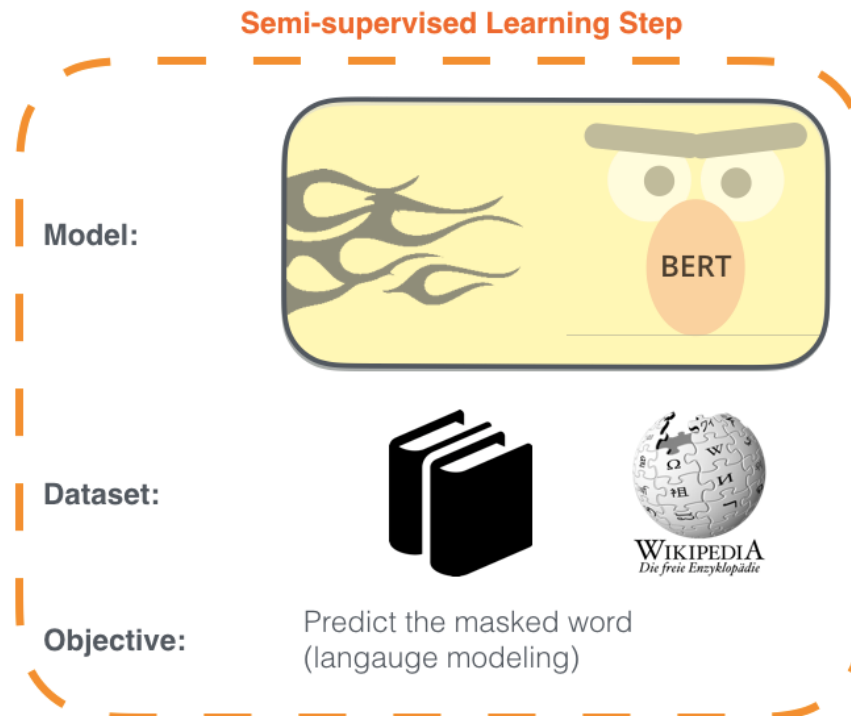 Semi-supervised Learning Step
Model:
BERT
Dataset:
WIKIPEDIA
Die freie Enzyklopädie
Objective:
Predict the masked word
(langauge modeling)